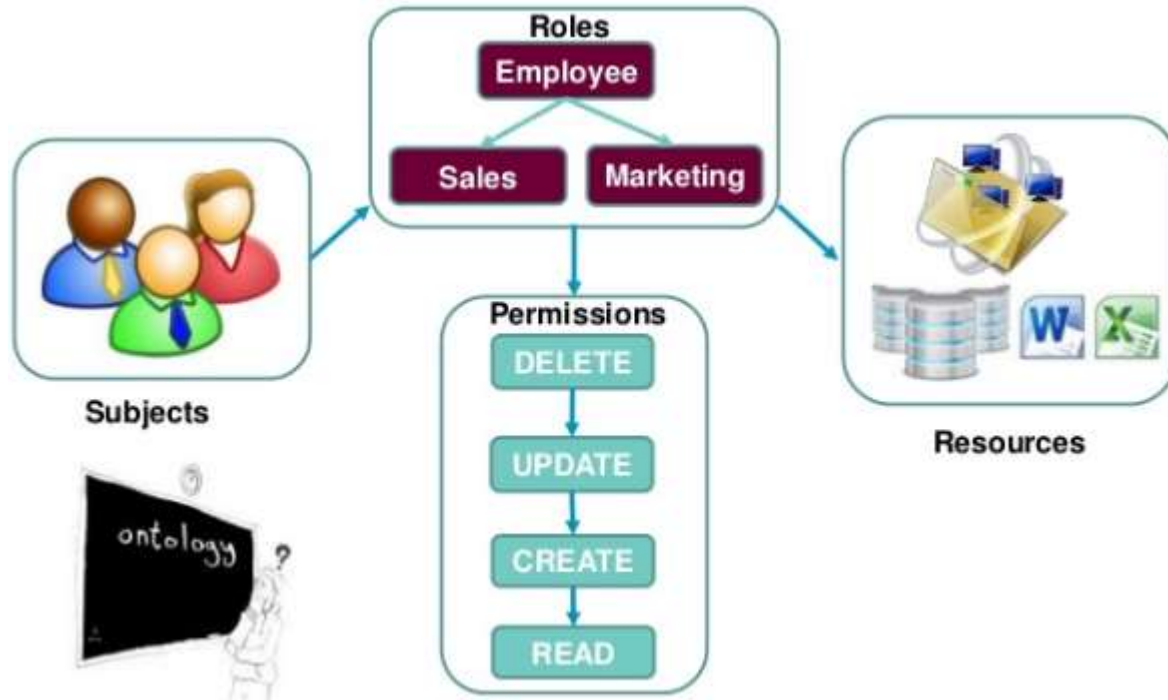 Roles
Employee
Sales
Marketing
Subjects
Permissions
DELETE
UPDATE
CREATE
READ
W
X
Resources
ontology
?